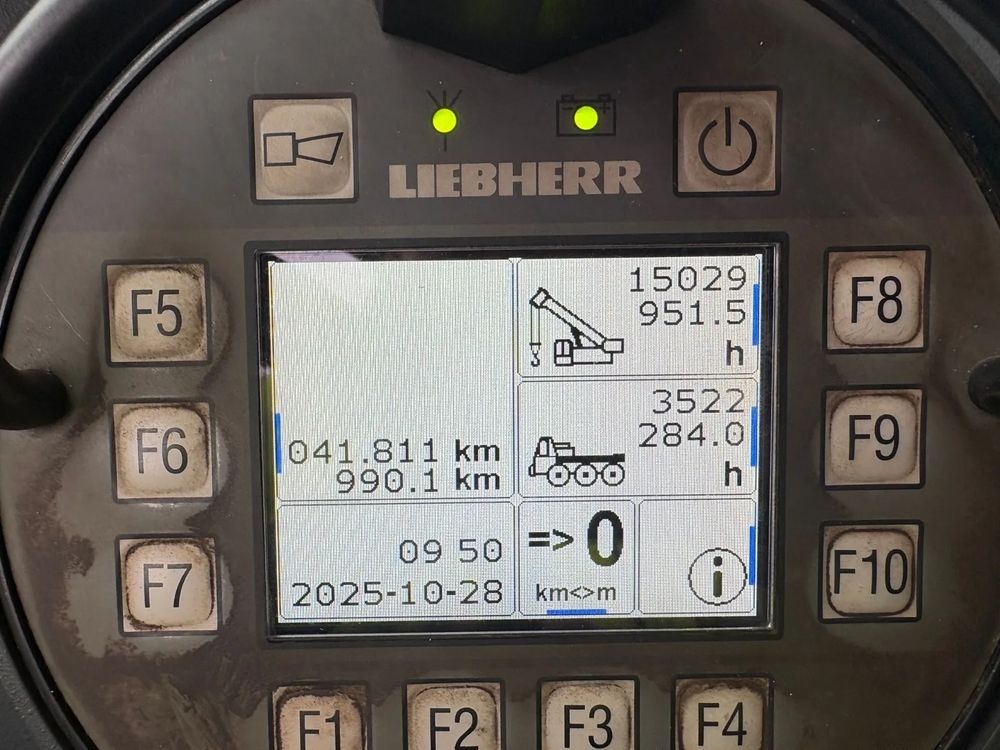 LIEBHERR
F5
F6
F7
041.811 km
990.1 km
09 50
2025-10-28
15029
951.5
h
3522
284.0
h
=> 0
km<>m
i
F8
F9
F10
F1 F2 F3 F4